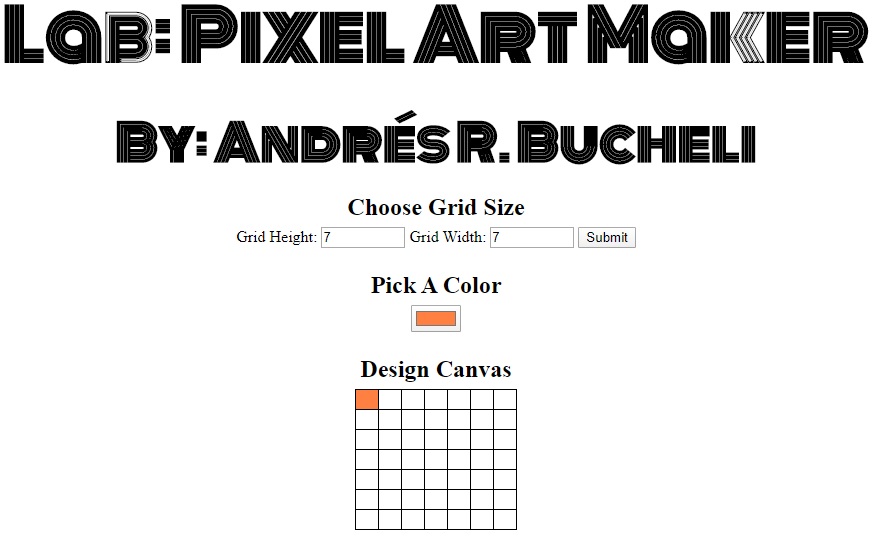 Lab: Pixel Art Maker
By: Andrés R. Bucheli
Choose Grid Size
Grid Height: 7 Grid Width: 7 Submit
Pick A Color
Design Canvas